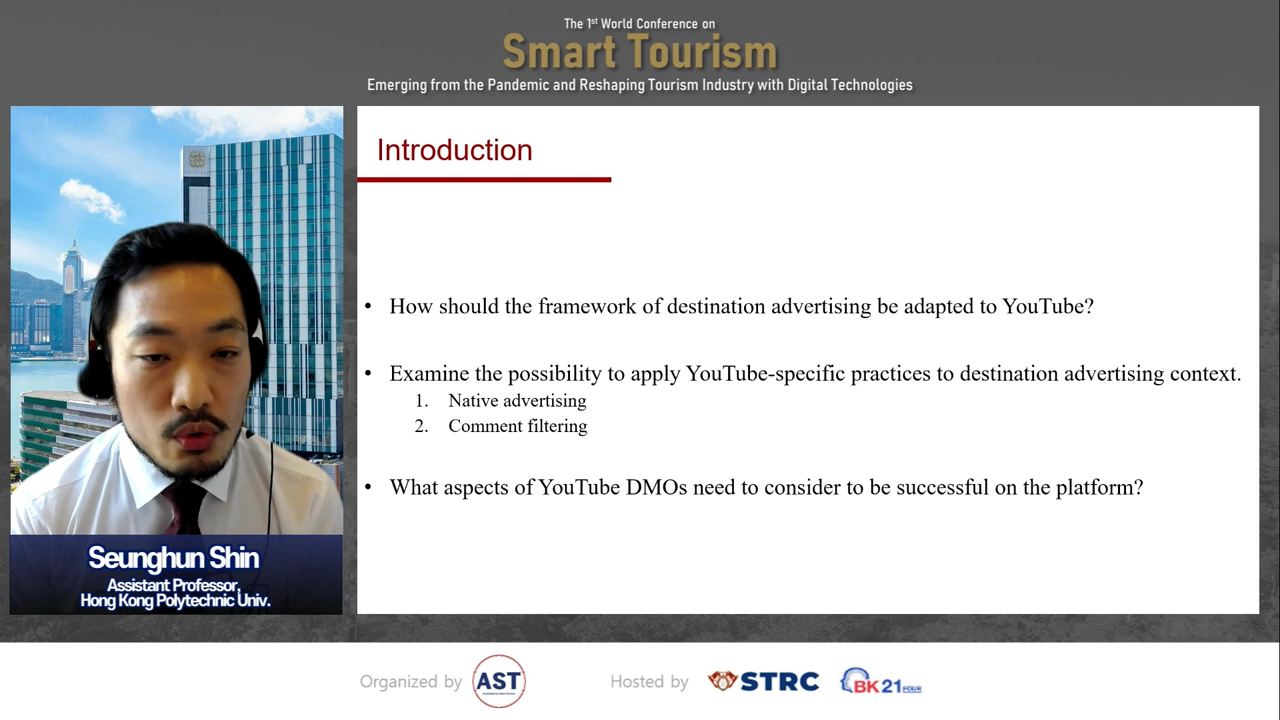 The 1st World Conference on
Smart Tourism
Emerging from the Pandemic and Reshaping Tourism Industry with Digital Technologies
Introduction
• How should the framework of destination advertising be adapted to YouTube?
• Examine the possibility to apply YouTube-specific practices to destination advertising context.
1. Native advertising
2. Comment filtering
• What aspects of YouTube DMOs need to consider to be successful on the platform?
Seunghun Shin
Assistant Professor,
Hong Kong Polytechnic Univ.
Organized by AST
Hosted by STRC BK21 FOUR